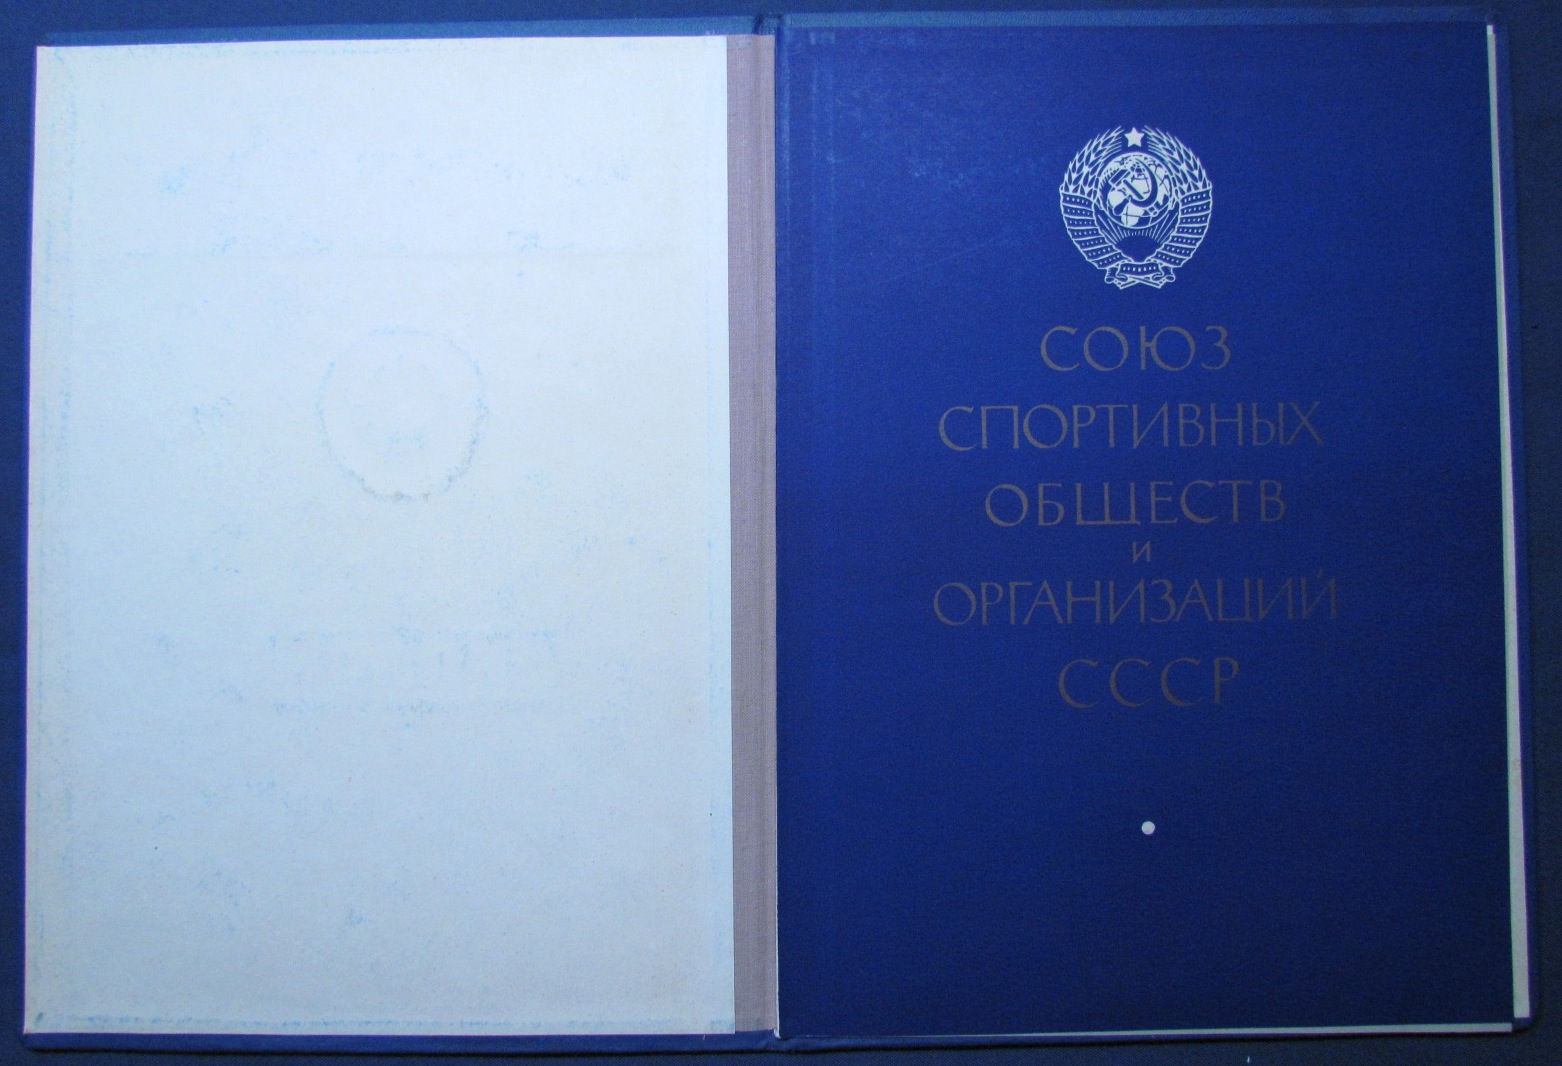 СОЮЗ
СПОРТИВНЫХ
ОБЩЕСТВ
и
ОРГАНИЗАЦИЙ
СССР